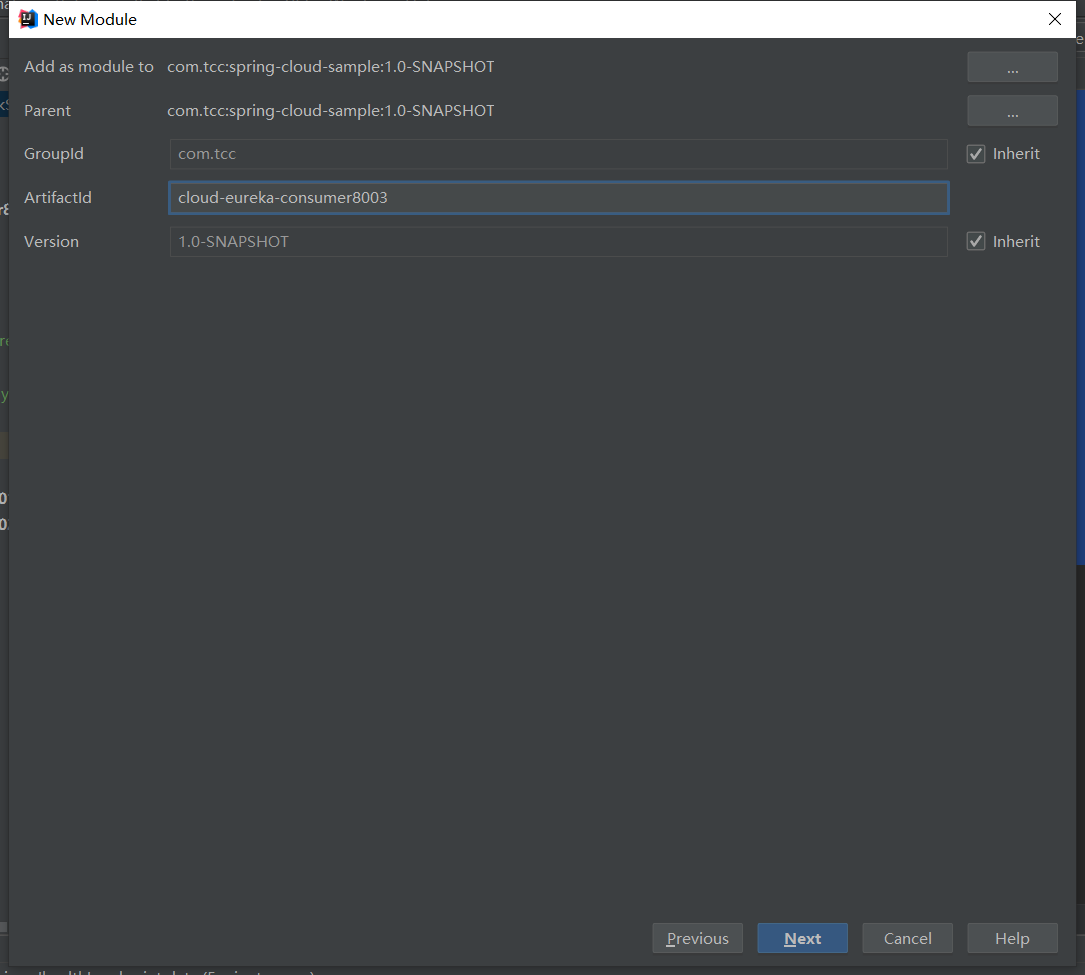 New Module
Add as module to com.tcc:spring-cloud-sample:1.0-SNAPSHOT ...
Parent com.tcc:spring-cloud-sample:1.0-SNAPSHOT ...
GroupId com.tcc Inherit
ArtifactId cloud-eureka-consumer8003
Version 1.0-SNAPSHOT Inherit
Previous Next Cancel Help